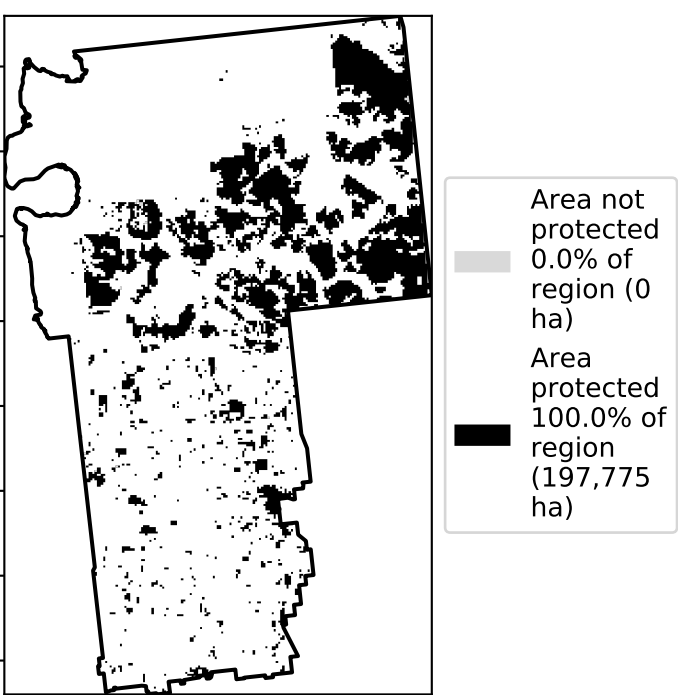 Area not
protected
0.0% of
region (0
ha)
Area
protected
100.0% of
region
(197,775
ha)